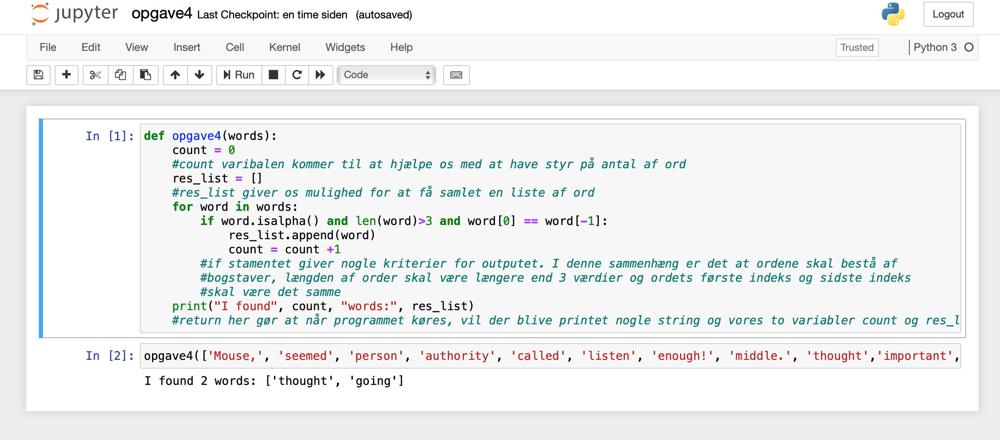 jupyter opgave4 Last Checkpoint: en time siden (autosaved) Logout
File Edit View Insert Cell Kernel Widgets Help Trusted Python 3
Run Code
In [1]: def opgave4(words):
count = 0
#count varibalen kommer til at hjælpe os med at have styr på antal af ord
res_list = []
#res_list giver os mulighed for at få samlet en liste af ord
for word in words:
if word.isalpha() and len(word)>3 and word[0] == word[-1]:
res_list.append(word)
count = count +1
#if stamentet giver nogle kriterier for outputet. I denne sammenhæng er det at ordene skal bestå af
#bogstaver, længden af order skal være længere end 3 værdier og ordets første indeks og sidste indeks
#skal være det samme
print("I found", count, "words:", res_list)
#return her gør at når programmet køres, vil der blive printet nogle string og vores to variabler count og res_l
In [2]: opgave4(['Mouse,', 'seemed', 'person', 'authority', 'called', 'listen', 'enough!', 'middle.', 'thought','important',
I found 2 words: ['thought', 'going']